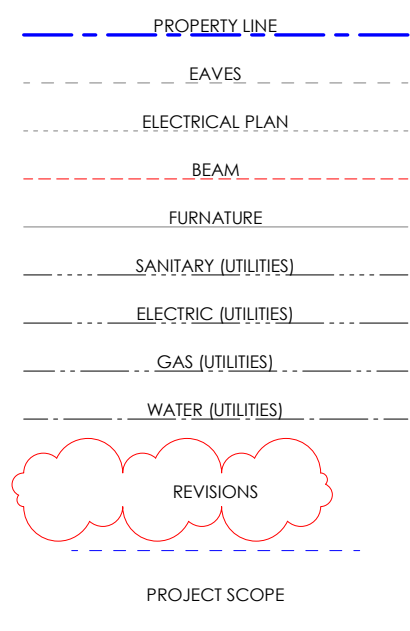 PROPERTY LINE
EAVES
ELECTRICAL PLAN
BEAM
FURNATURE
SANITARY (UTILITIES)
ELECTRIC (UTILITIES)
GAS (UTILITIES)
WATER (UTILITIES)
REVISIONS
PROJECT SCOPE